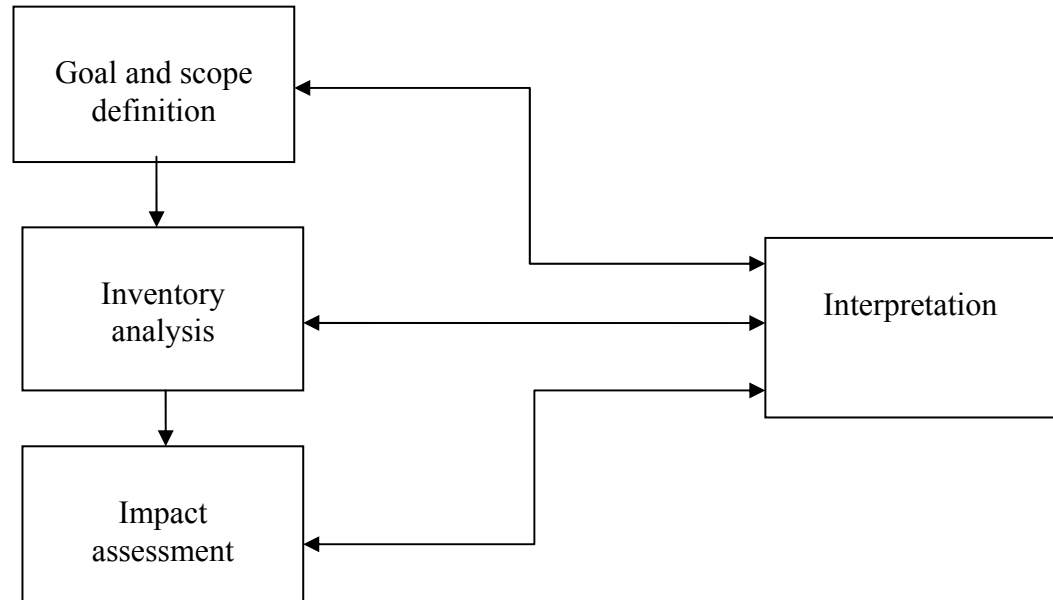 Goal and scope
definition
Inventory
analysis
Interpretation
Impact
assessment